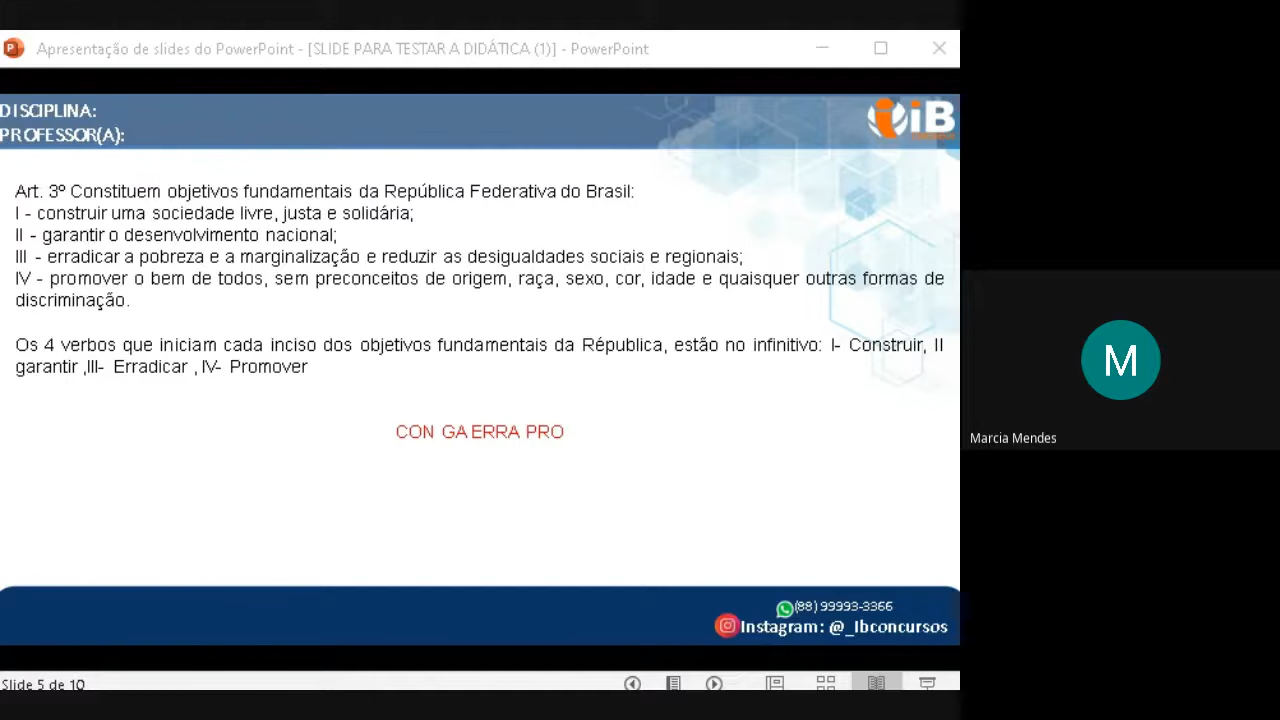 Apresentação de slides do PowerPoint - [SLIDE PARA TESTAR A DIDÁTICA (1)] - PowerPoint
DISCIPLINA:
PROFESSOR(A):
iB
Art. 3º Constituem objetivos fundamentais da República Federativa do Brasil:
I - construir uma sociedade livre, justa e solidária;
II - garantir o desenvolvimento nacional;
III - erradicar a pobreza e a marginalização e reduzir as desigualdades sociais e regionais;
IV - promover o bem de todos, sem preconceitos de origem, raça, sexo, cor, idade e quaisquer outras formas de
discriminação.
Os 4 verbos que iniciam cada inciso dos objetivos fundamentais da Républica, estão no infinitivo: I- Construir, II
garantir ,III- Erradicar , IV- Promover
CON GA ERRA PRO
(88) 99993-3366
Instagram: @_Ibconcursos
Slide 5 de 10
M
Marcia Mendes